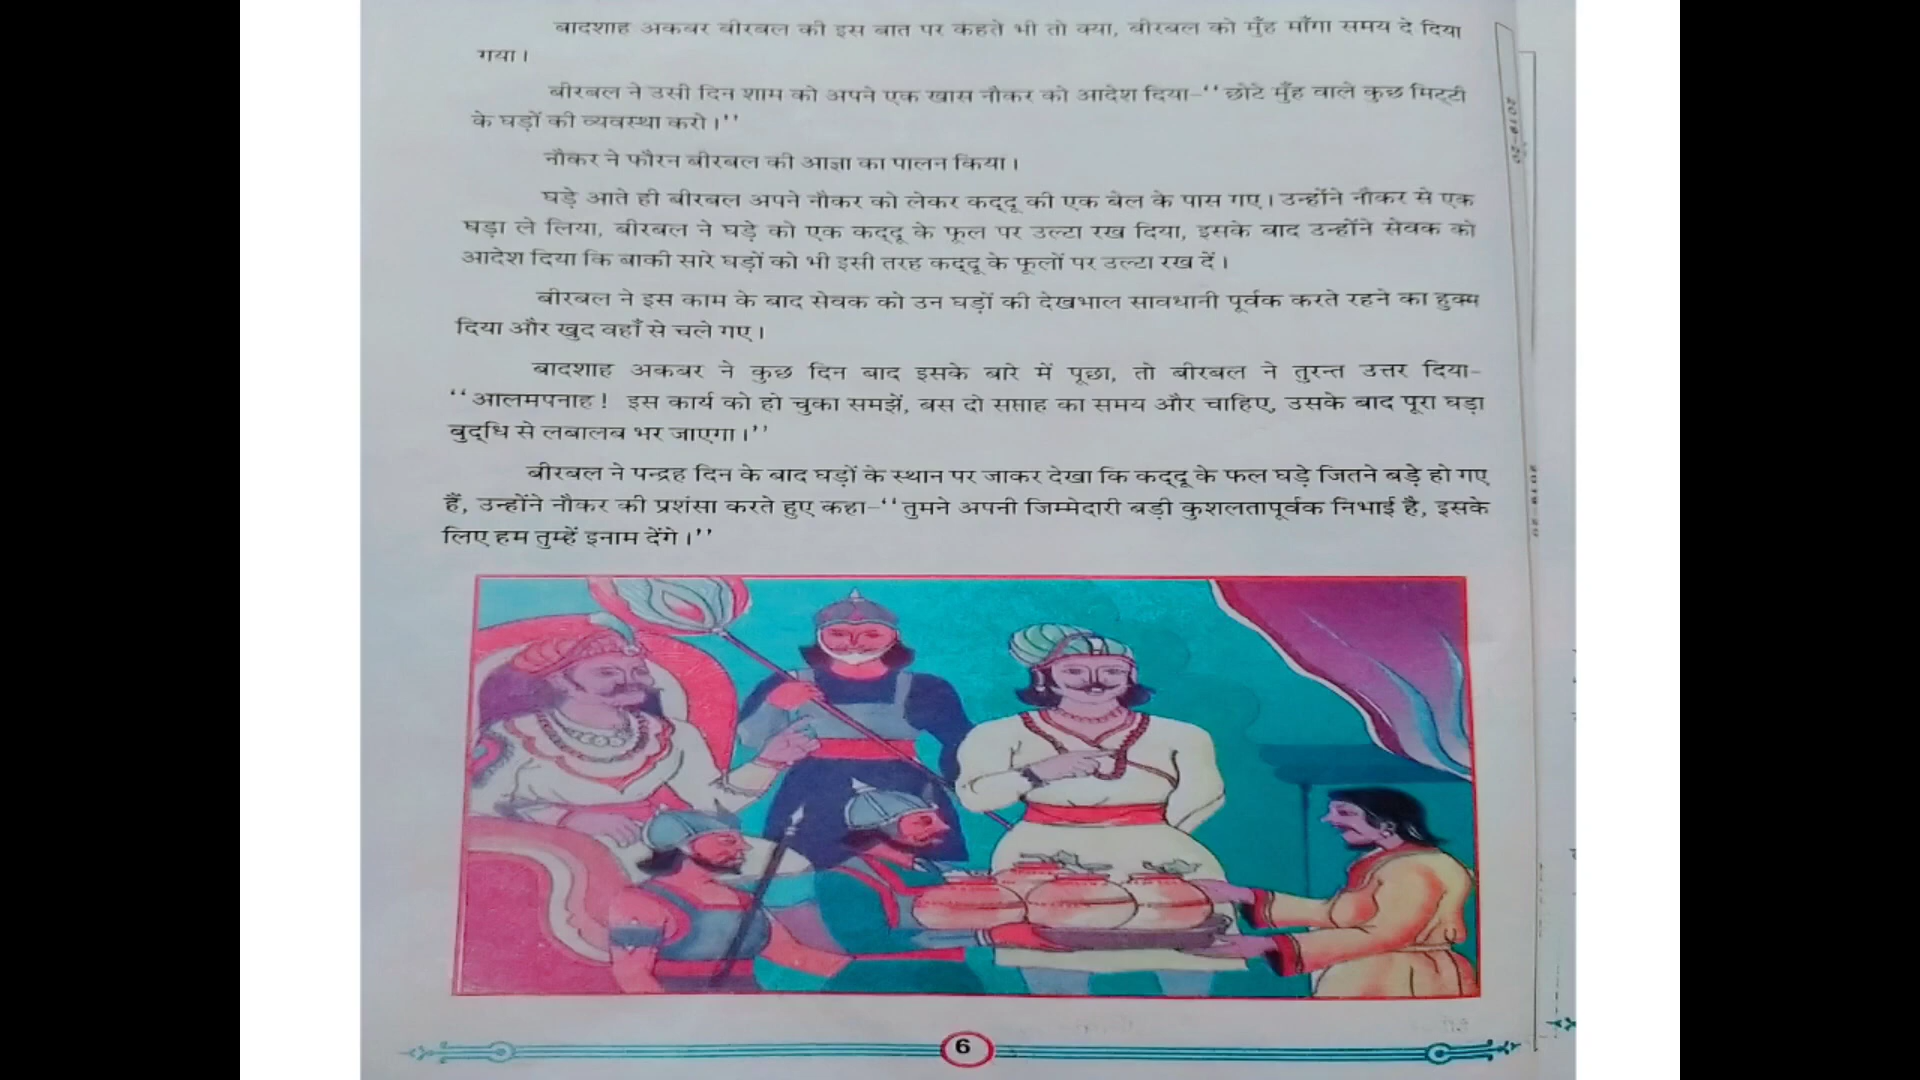 बादशाह अकबर बीरबल की इस बात पर कहते भी तो क्या, बीरबल को मुँह माँगा समय दे दिया
गया।
बीरबल ने उसी दिन शाम को अपने एक खास नौकर को आदेश दिया-‘‘छोटे मुँह वाले कुछ मिट्टी
के घड़ों की व्यवस्था करो।’’
नौकर ने फौरन बीरबल की आज्ञा का पालन किया।
घड़े आते ही बीरबल अपने नौकर को लेकर कद्दू की एक बेल के पास गए। उन्होंने नौकर से एक
घड़ा ले लिया, बीरबल ने घड़े को एक कद्दू के फूल पर उल्टा रख दिया, इसके बाद उन्होंने सेवक को
आदेश दिया कि बाकी सारे घड़ों को भी इसी तरह कद्दू के फूलों पर उल्टा रख दें।
बीरबल ने इस काम के बाद सेवक को उन घड़ों की देखभाल सावधानी पूर्वक करते रहने का हुक्म
दिया और खुद वहाँ से चले गए।
बादशाह अकबर ने कुछ दिन बाद इसके बारे में पूछा, तो बीरबल ने तुरन्त उत्तर दिया-
‘‘आलमपनाह! इस कार्य को हो चुका समझें, बस दो सप्ताह का समय और चाहिए, उसके बाद पूरा घड़ा
बुद्धि से लबालब भर जाएगा।’’
बीरबल ने पन्द्रह दिन के बाद घड़ों के स्थान पर जाकर देखा कि कद्दू के फल घड़े जितने बड़े हो गए
हैं, उन्होंने नौकर की प्रशंसा करते हुए कहा-‘‘तुमने अपनी जिम्मेदारी बड़ी कुशलतापूर्वक निभाई है, इसके
लिए हम तुम्हें इनाम देंगे।’’
6
2019-20
2019-20